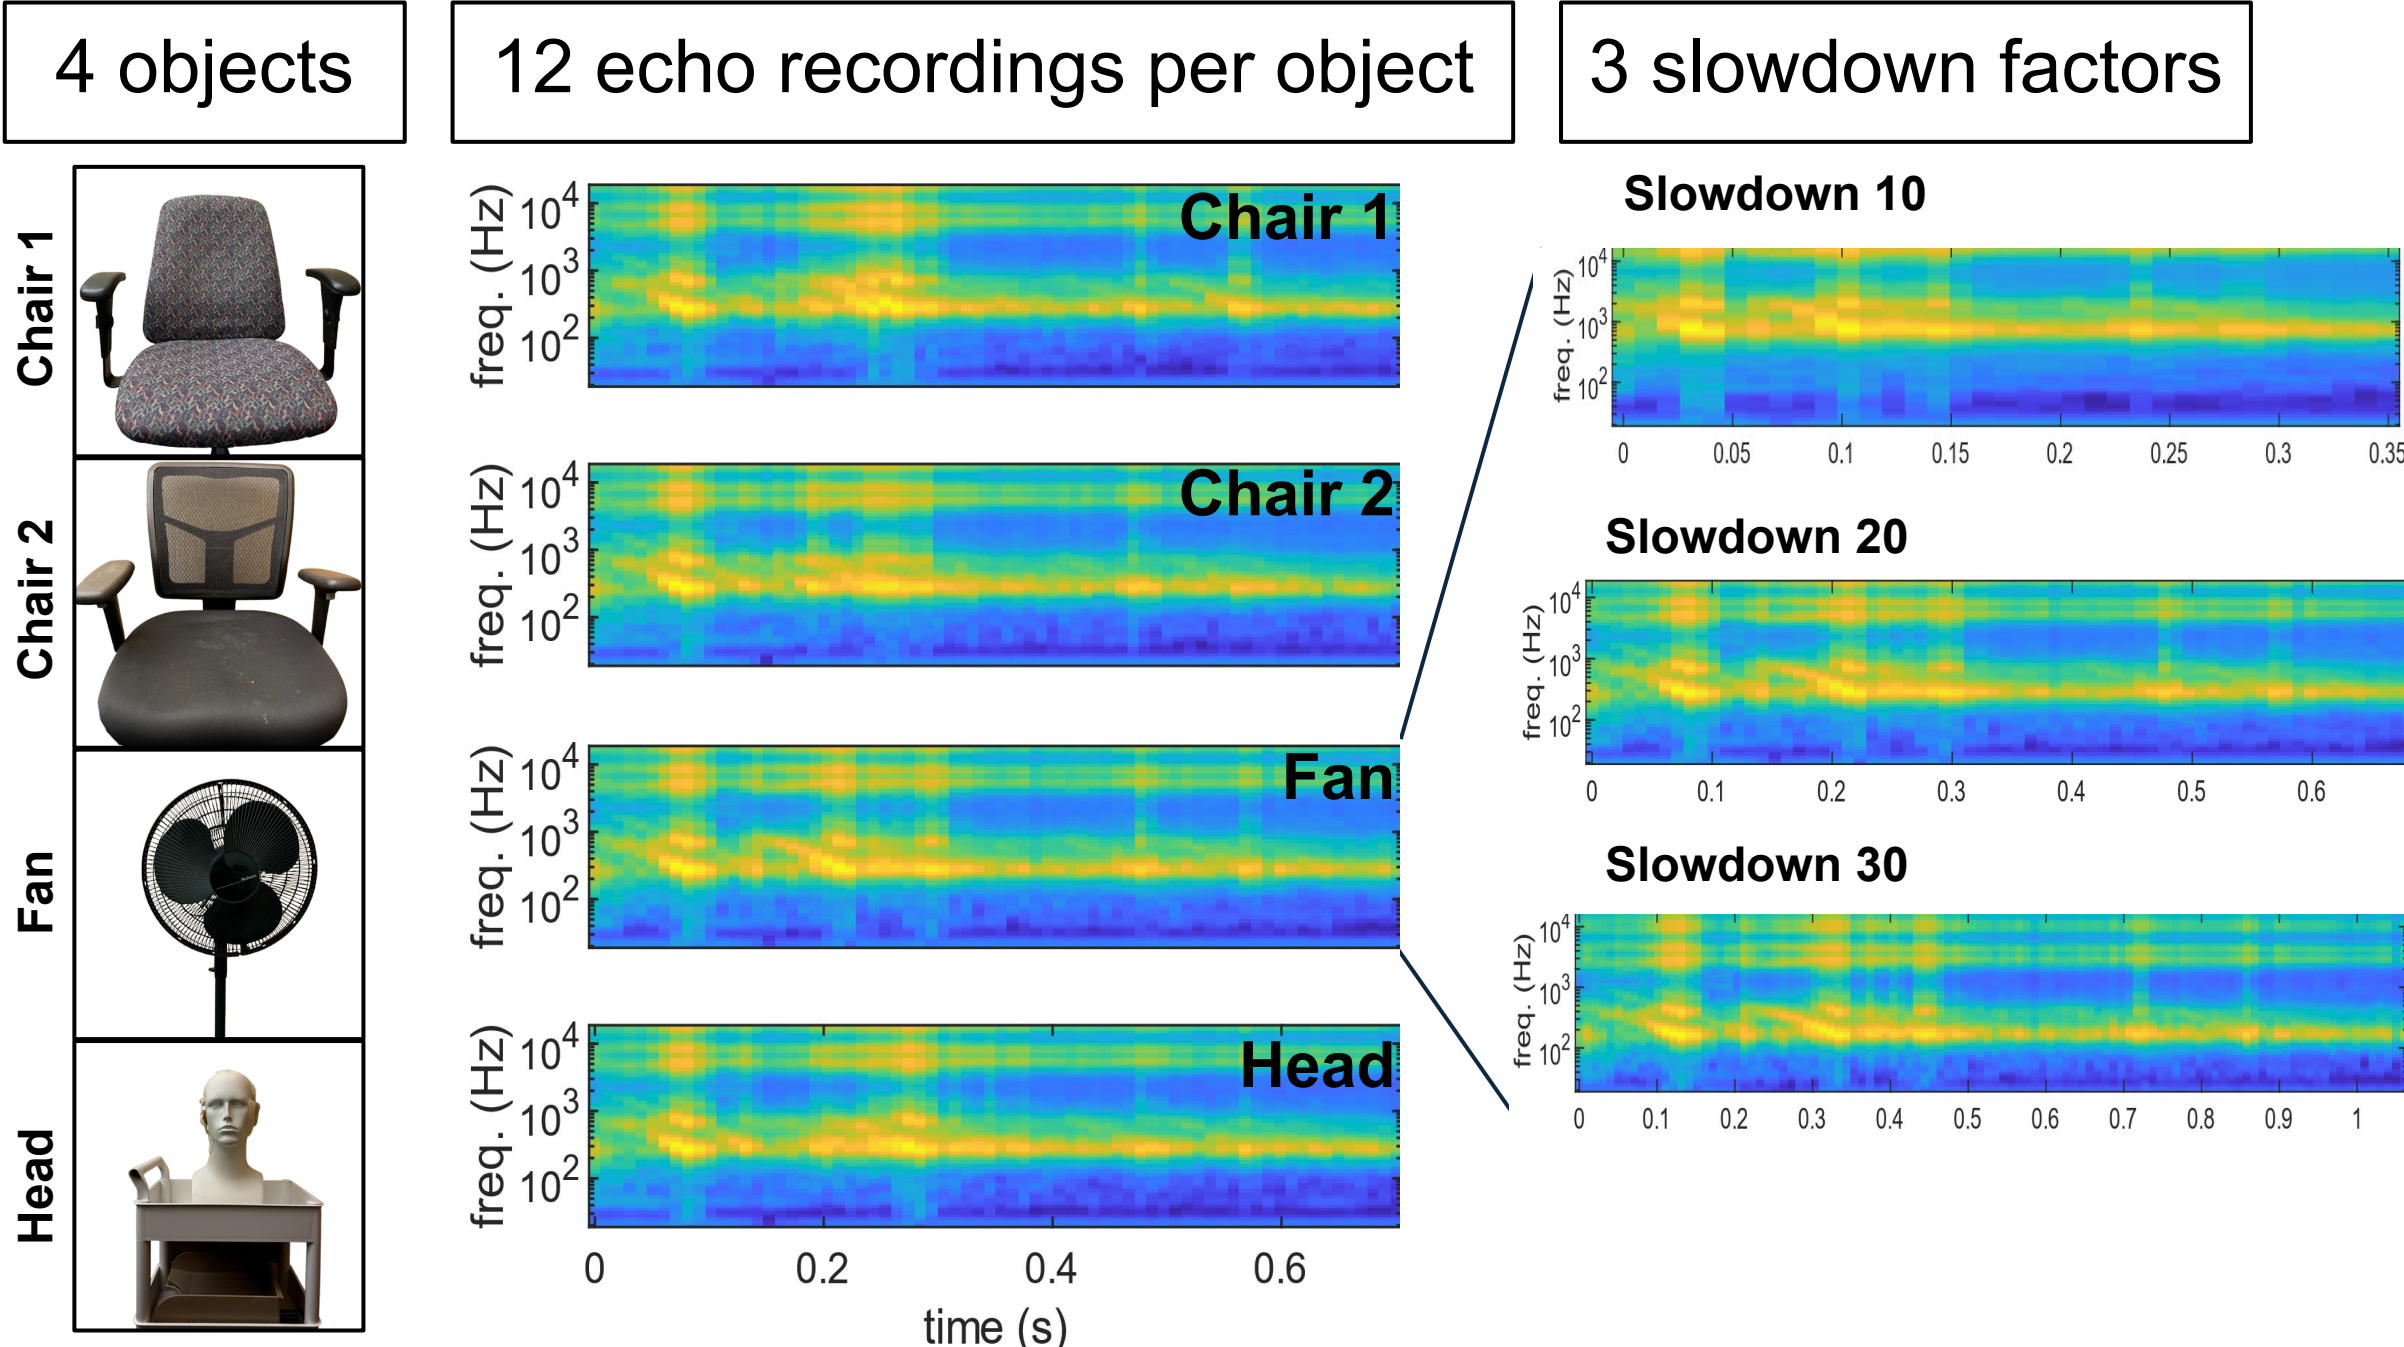 4 objects
12 echo recordings per object
3 slowdown factors
Chair 1
Chair 2
Fan
Head
freq. (Hz)
10^4
10^3
10^2
Chair 1
freq. (Hz)
10^4
10^3
10^2
Chair 2
freq. (Hz)
10^4
10^3
10^2
Fan
freq. (Hz)
10^4
10^3
10^2
Head
0 0.2 0.4 0.6
time (s)
Slowdown 10
freq. (Hz)
10^4
10^3
10^2
0 0.05 0.1 0.15 0.2 0.25 0.3 0.35
Slowdown 20
freq. (Hz)
10^4
10^3
10^2
0 0.1 0.2 0.3 0.4 0.5 0.6
Slowdown 30
freq. (Hz)
10^4
10^3
10^2
0 0.1 0.2 0.3 0.4 0.5 0.6 0.7 0.8 0.9 1